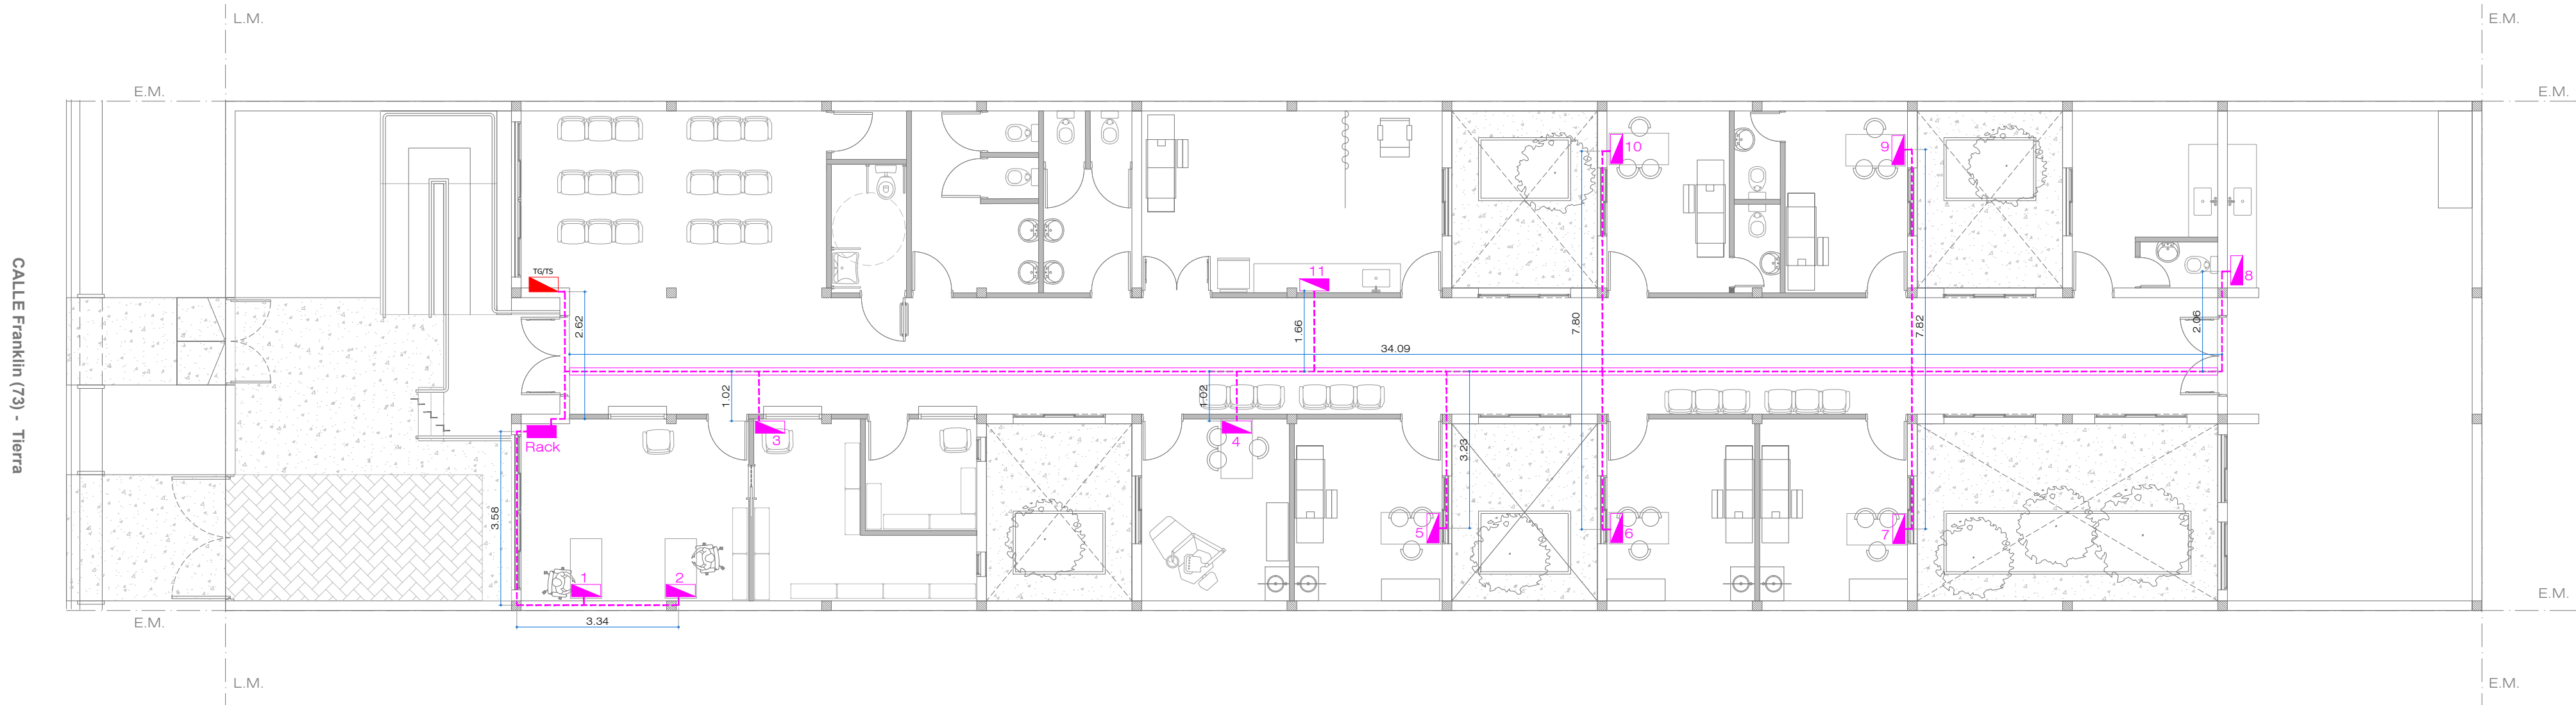 L.M.
E.M.
E.M.
E.M.
CALLE Franklin (73) - Tierra
TG/TS
2.62
34.09
1.66
11
7.80
10
9
7.82
2.06
8
1.02
3
1.02
4
3.23
5
6
7
Rack
3.58
1
2
3.34
E.M.
E.M.
L.M.
E.M.